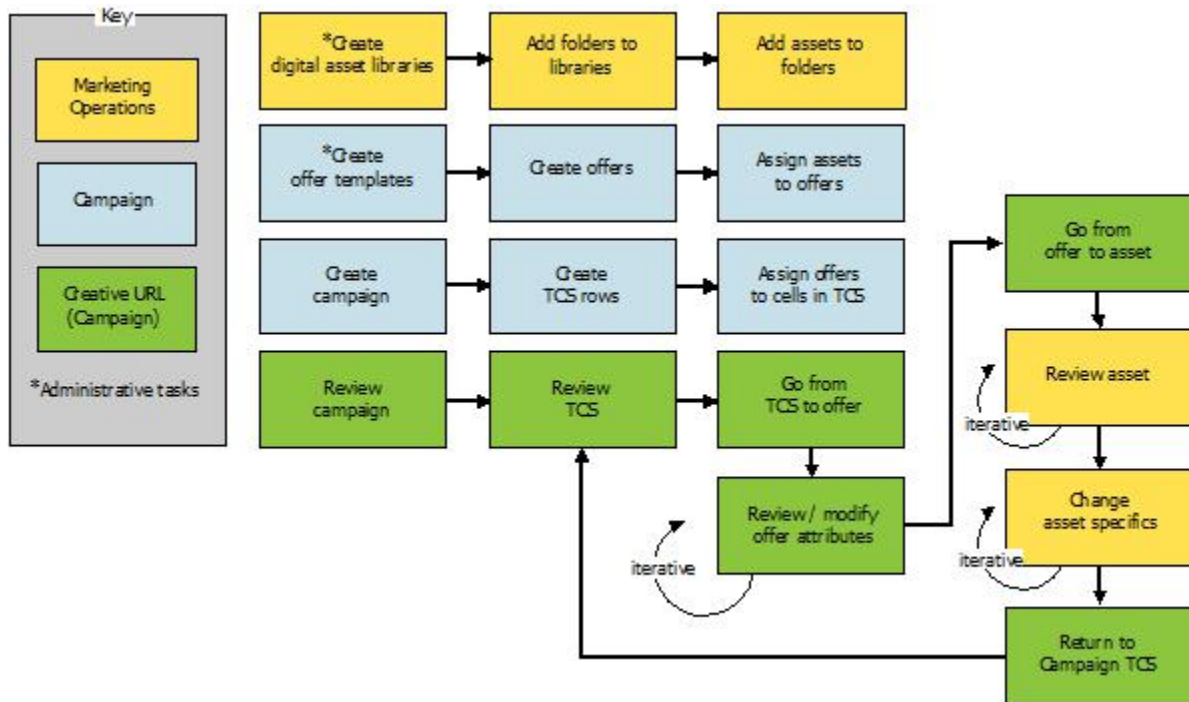 Key
Marketing
Operations
Campaign
Creative URL
(Campaign)
*Administrative tasks
*Create
digital asset libraries
Add folders to
libraries
Add assets to
folders
*Create
offer templates
Create offers
Assign assets
to offers
Create
campaign
Create
TCS rows
Assign offers
to cells in TCS
Review
campaign
Review
TCS
Go from
TCS to offer
Review / modify
offer attributes
iterative
Go from
offer to asset
Review asset
iterative
Change
asset specifics
iterative
Return to
Campaign TCS